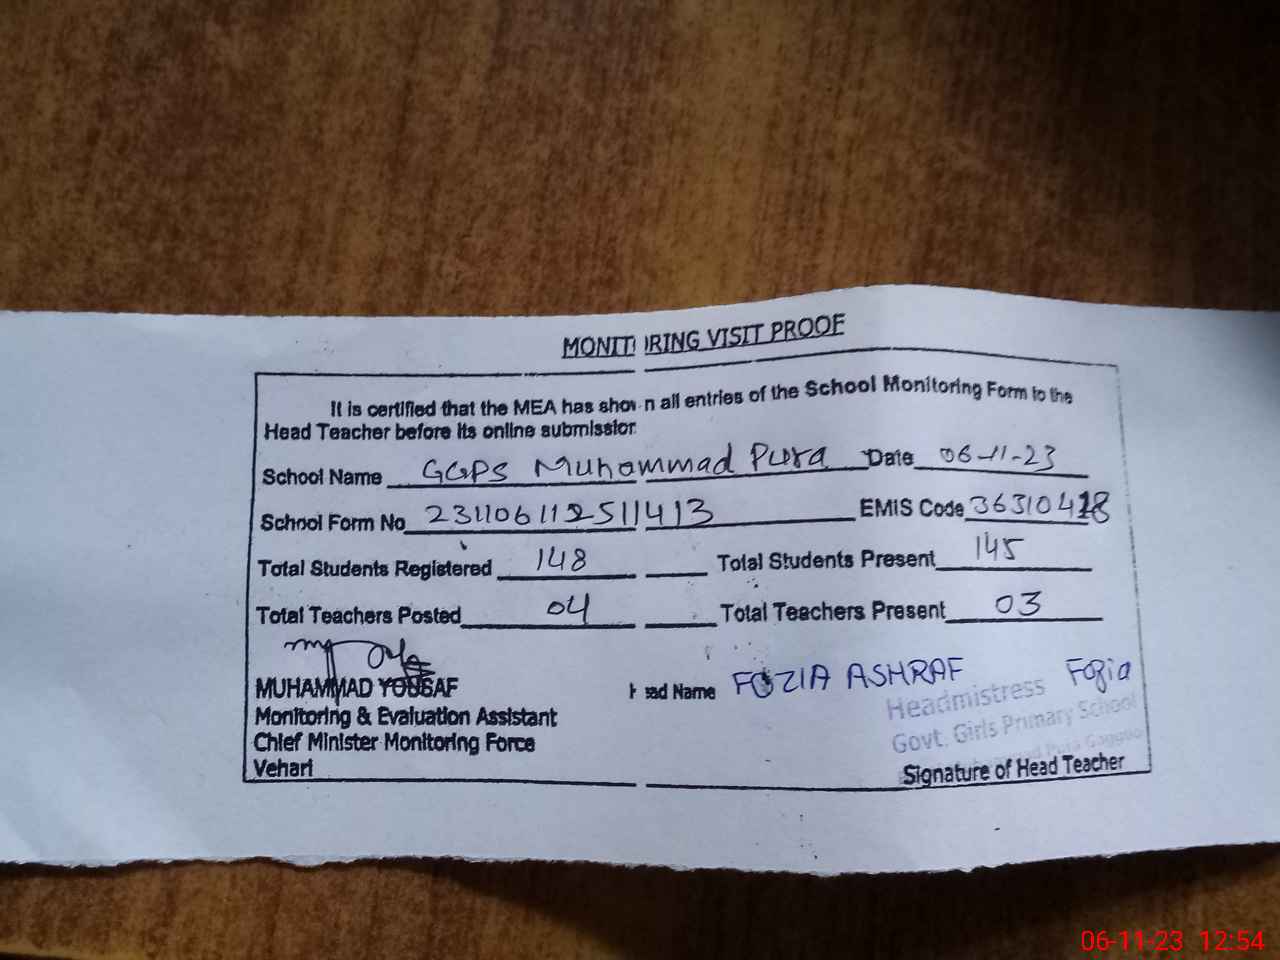 MONITORING VISIT PROOF
It is certified that the MEA has shown all entries of the School Monitoring Form to the
Head Teacher before its online submission
School Name GGPS Muhammad Pura Date 06-11-23
School Form No 231106112511413 EMIS Code
Total Students Registered 148 Total Students Present 145
Total Teachers Posted 04 Total Teachers Present 03
MUHAMMAD YOUSAF Head Name FOZIA ASHRAF Fozia
Monitoring & Evaluation Assistant Headmistress
Chief Minister Monitoring Force Govt. Girls Primary School
Pura Gaggoo
Vehari Signature of Head Teacher
06-11-23 12:54